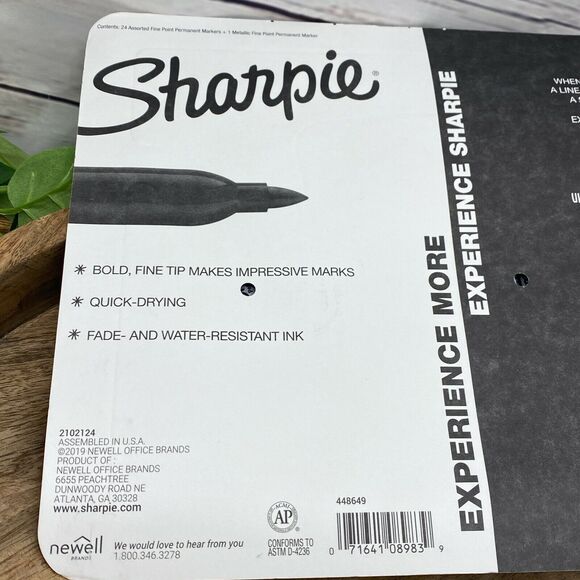 Contents: 24 Assorted Fine Point Permanent Markers + 1 Metallic Fine Point Permanent Marker
Sharpie®
* BOLD, FINE TIP MAKES IMPRESSIVE MARKS
* QUICK-DRYING
* FADE- AND WATER-RESISTANT INK
2102124
ASSEMBLED IN U.S.A.
©2019 NEWELL OFFICE BRANDS
PRODUCT OF :
NEWELL OFFICE BRANDS
6655 PEACHTREE
DUNWOODY ROAD NE
ATLANTA, GA 30328
www.sharpie.com
newell
BRANDS
We would love to hear from you
1.800.346.3278
ACMI
AP
CONFORMS TO
ASTM D-4236
448649
0 71641 08983 9
EXPERIENCE MORE
EXPERIENCE SHARPIE
WHEN
A LINE
A
EX